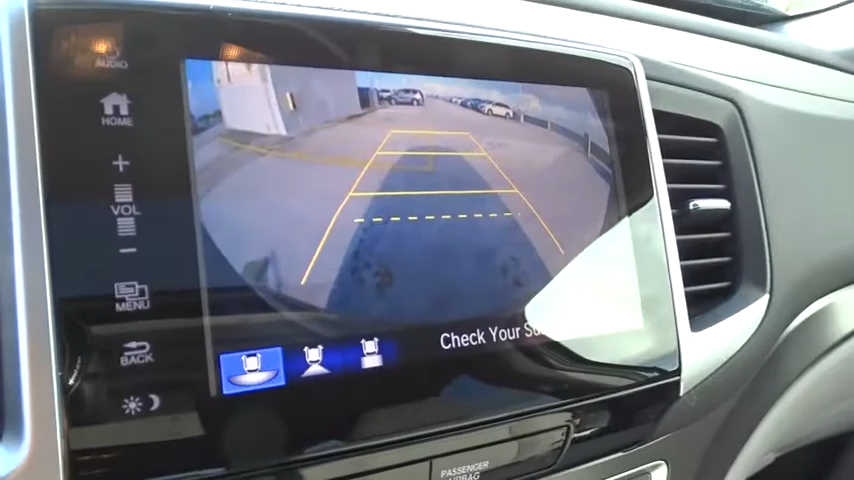 AUDIO
HOME
+
VOL
−
MENU
BACK
Check Your
PASSENGER
AIRBAG